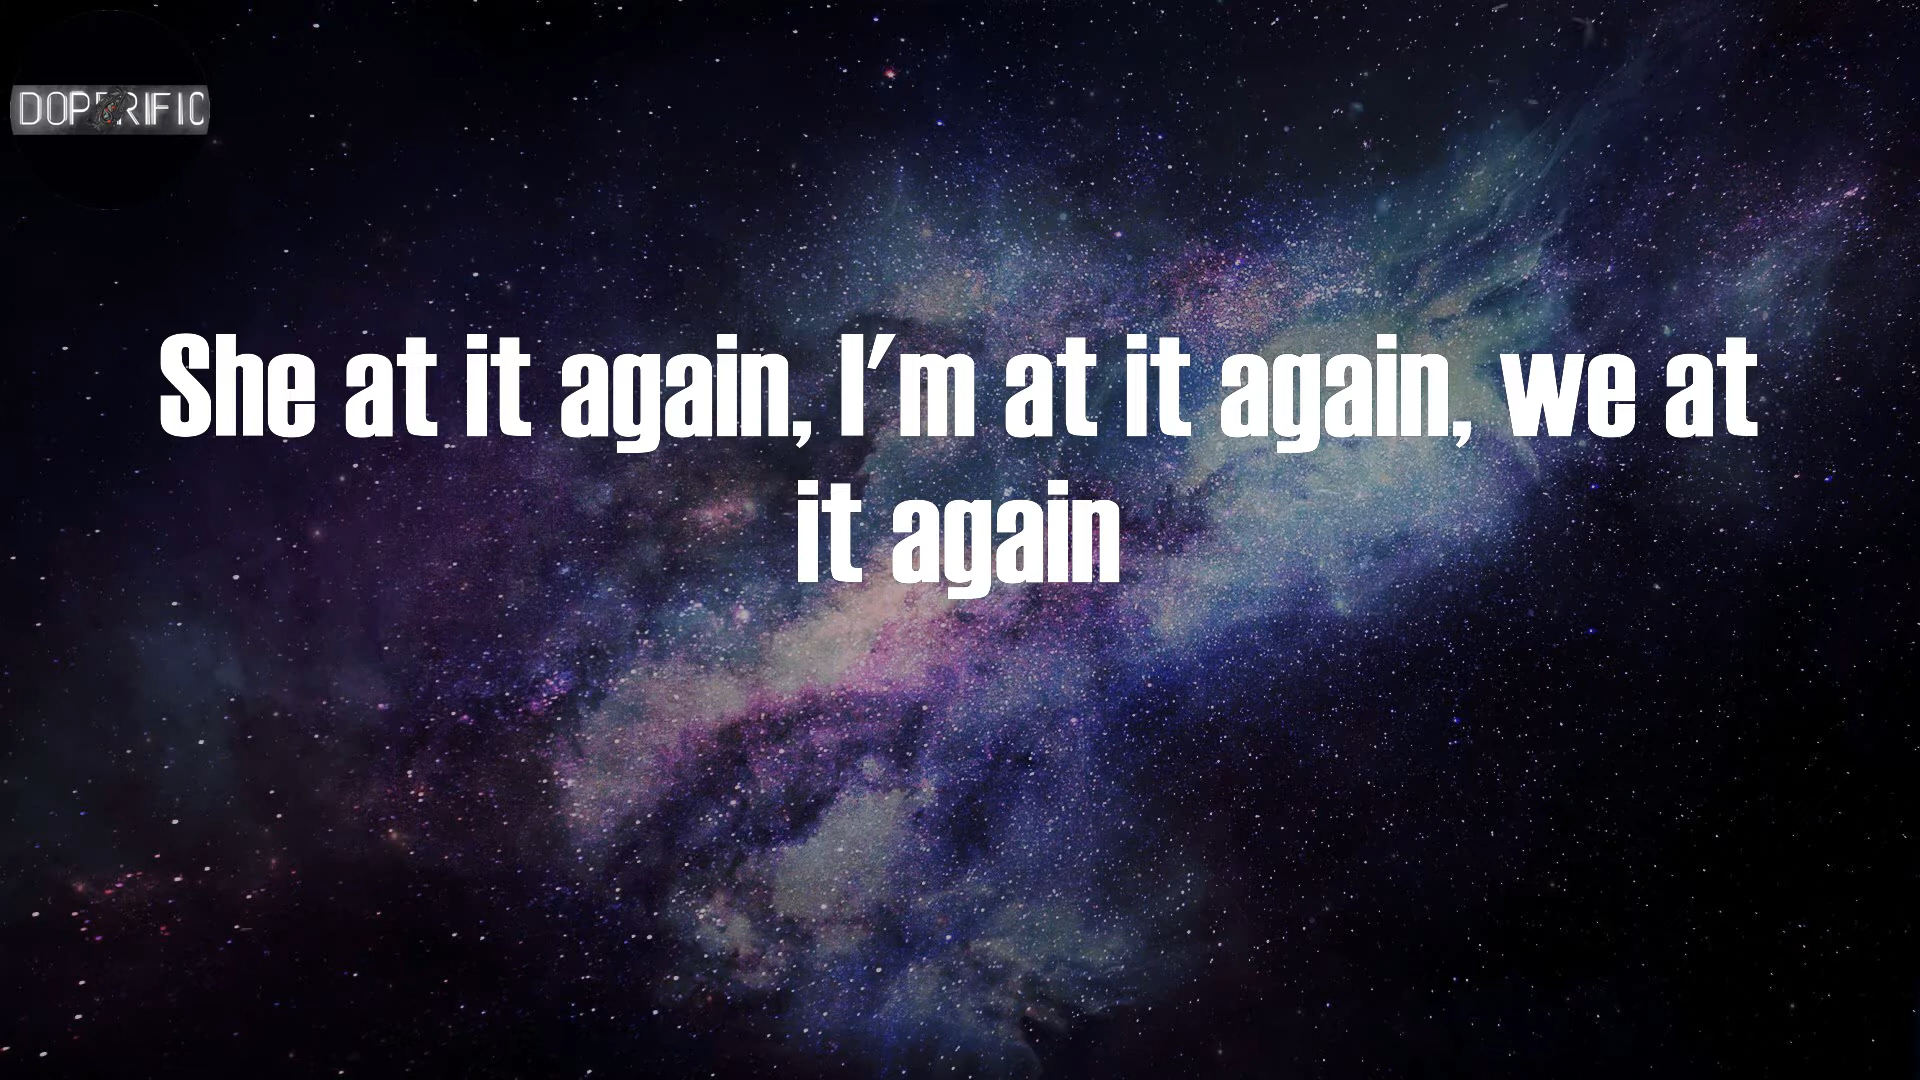 DOPERIFIC
She at it again, I'm at it again, we at
it again